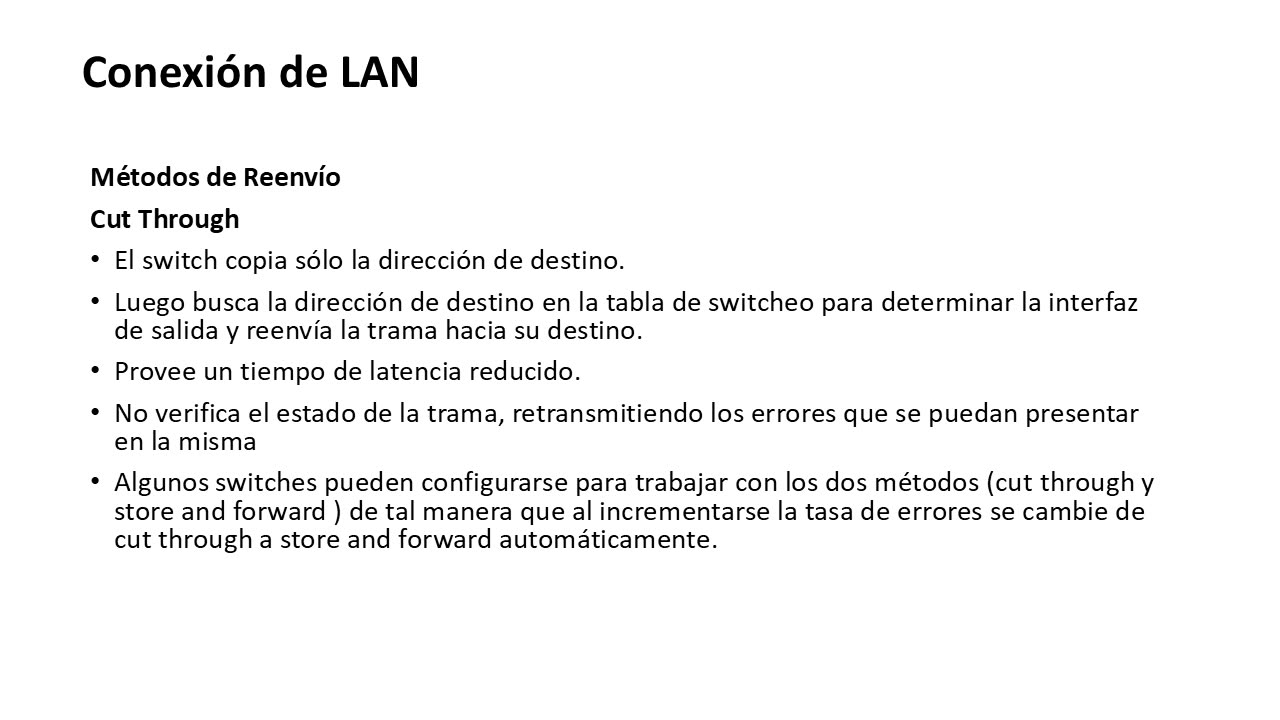 Conexión de LAN
Métodos de Reenvío
Cut Through
• El switch copia sólo la dirección de destino.
• Luego busca la dirección de destino en la tabla de switcheo para determinar la interfaz
de salida y reenvía la trama hacia su destino.
• Provee un tiempo de latencia reducido.
• No verifica el estado de la trama, retransmitiendo los errores que se puedan presentar
en la misma
• Algunos switches pueden configurarse para trabajar con los dos métodos (cut through y
store and forward ) de tal manera que al incrementarse la tasa de errores se cambie de
cut through a store and forward automáticamente.